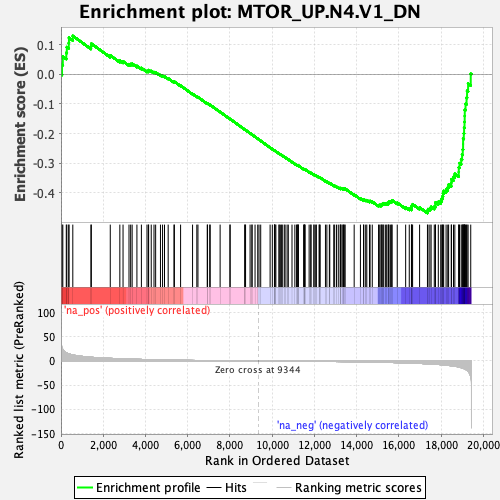 Enrichment plot: MTOR_UP.N4.V1_DN
Enrichment score (ES)
0.1
0.0
-0.1
-0.2
-0.3
-0.4
'na_pos' (positively correlated)
Ranked list metric (PreRanked)
100
50
0
-50
-100
-150
Zero cross at 9344
'na_neg' (negatively correlated)
0
2,000
4,000
6,000
8,000
10,000
12,000
14,000
16,000
18,000
20,000
Rank in Ordered Dataset
Enrichment profile
Hits
Ranking metric scores